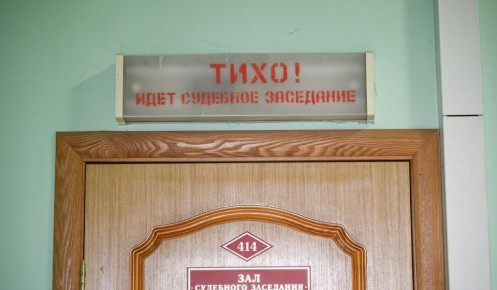 ТИХО!
ИДЕТ СУДЕБНОЕ ЗАСЕДАНИЕ
414
ЗАЛ
СУДЕБНОГО ЗАСЕДАНИЯ